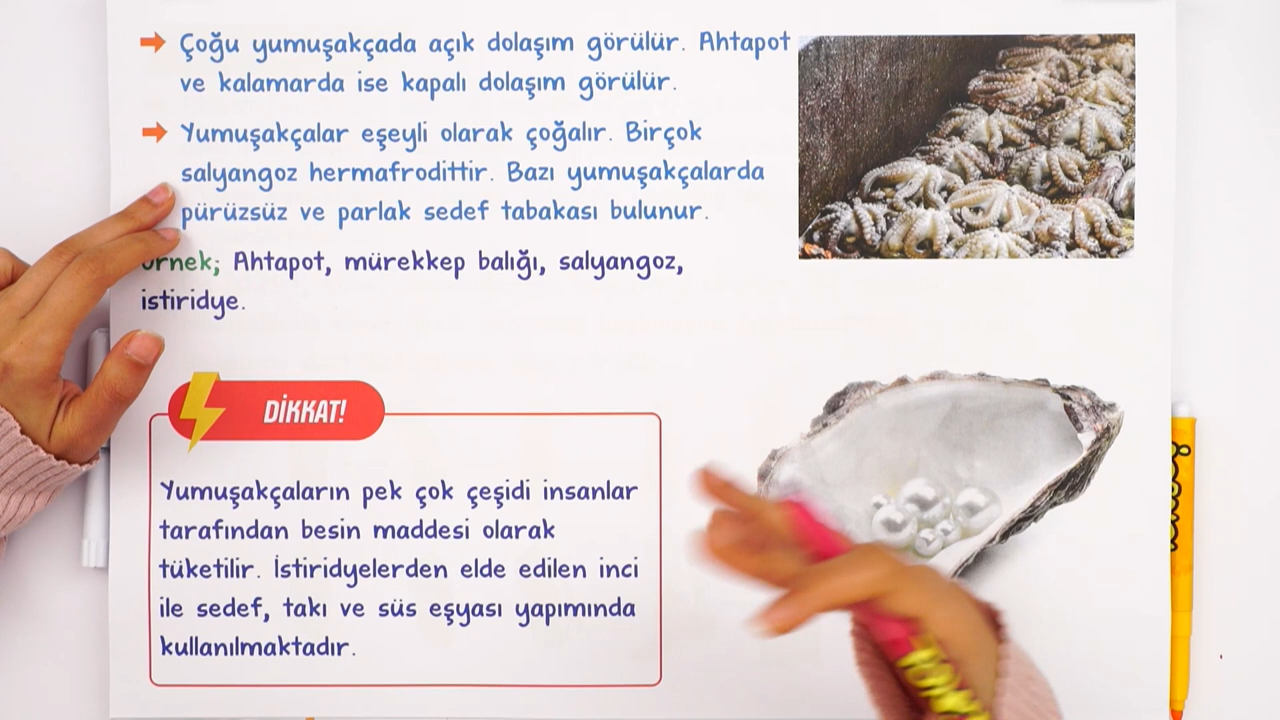 Çoğu yumuşakçada açık dolaşım görülür. Ahtapot
ve kalamarda ise kapalı dolaşım görülür.
Yumuşakçalar eşeyli olarak çoğalır. Birçok
salyangoz hermafrodittir. Bazı yumuşakçalarda
pürüzsüz ve parlak sedef tabakası bulunur.
Örnek; Ahtapot, mürekkep balığı, salyangoz,
istiridye.
DİKKAT!
Yumuşakçaların pek çok çeşidi insanlar
tarafından besin maddesi olarak
tüketilir. İstiridyelerden elde edilen inci
ile sedef, takı ve süs eşyası yapımında
kullanılmaktadır.